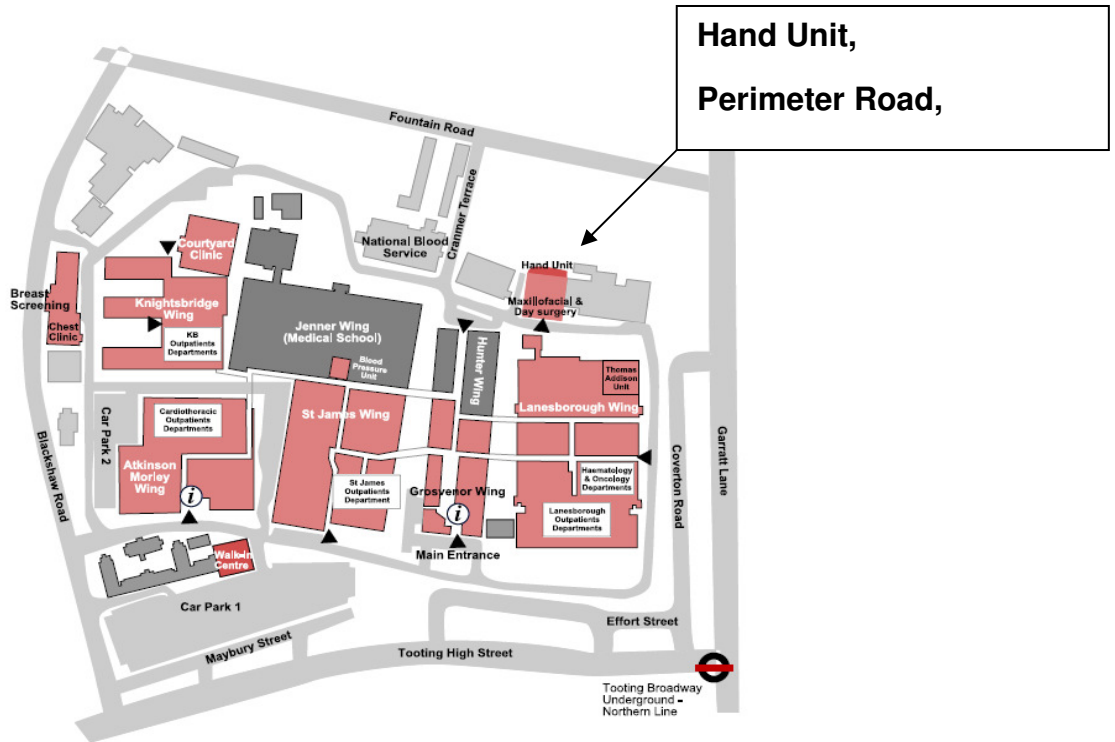 Hand Unit,
Perimeter Road,
Fountain Road
Cranmer Terrace
National Blood
Service
Hand Unit
Maxillofacial &
Day surgery
Courtyard
Clinic
Breast
Screening
Chest
Clinic
Knightsbridge
Wing
KB
Outpatients
Departments
Jenner Wing
(Medical School)
Blood
Pressure
Unit
Hunter Wing
Thomas
Addison
Unit
Lanesborough Wing
St James Wing
Cardiothoracic
Outpatients
Departments
Car Park 2
Blackshaw Road
Atkinson
Morley
Wing
i
St James
Outpatients
Department
Grosvenor Wing
i
Main Entrance
Haematology
& Oncology
Departments
Lanesborough
Outpatients
Departments
Coverton Road
Garratt Lane
Walk-in
Centre
Car Park 1
Maybury Street
Tooting High Street
Effort Street
Tooting Broadway
Underground –
Northern Line